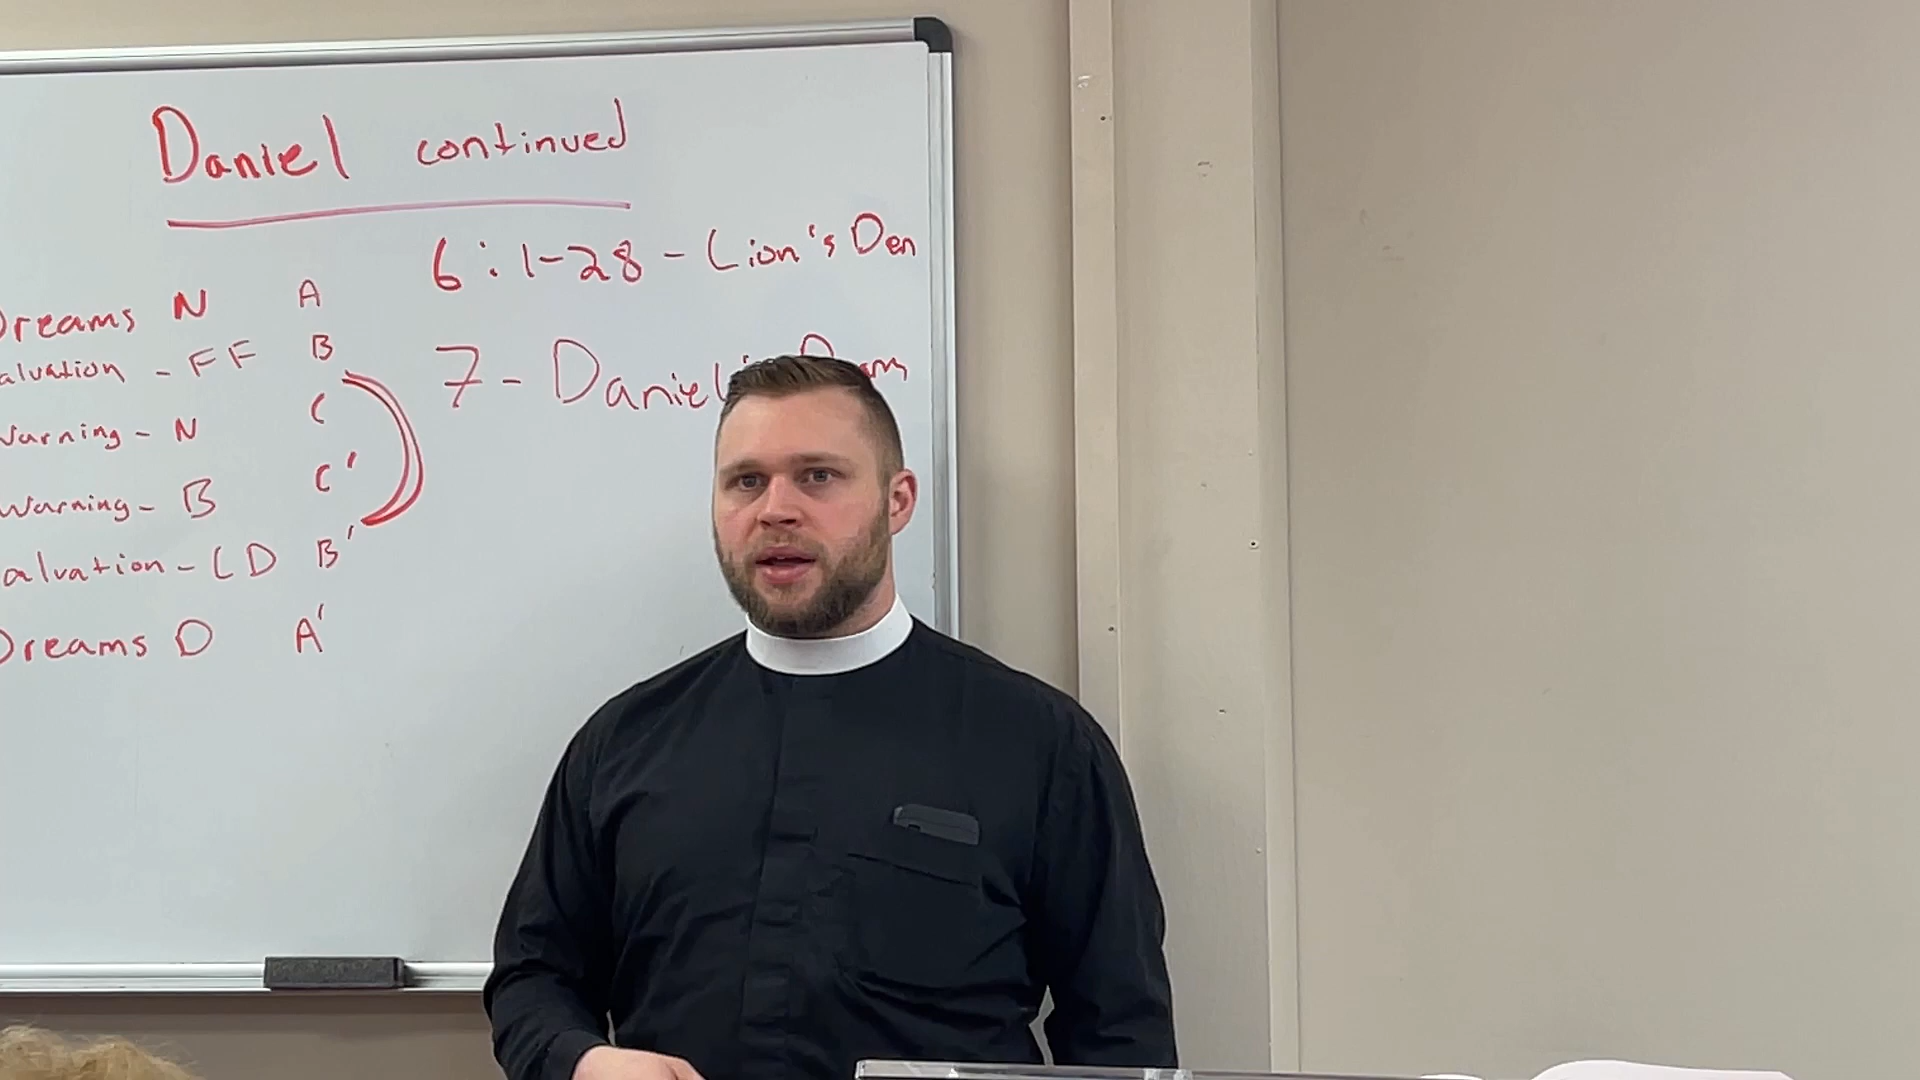 Daniel continued
Dreams N A
alvation - FF B
Warning - N C
Warning - B C'
alvation - LD B'
Dreams D A'
6:1-28 - Lion's Den
7 - Daniel